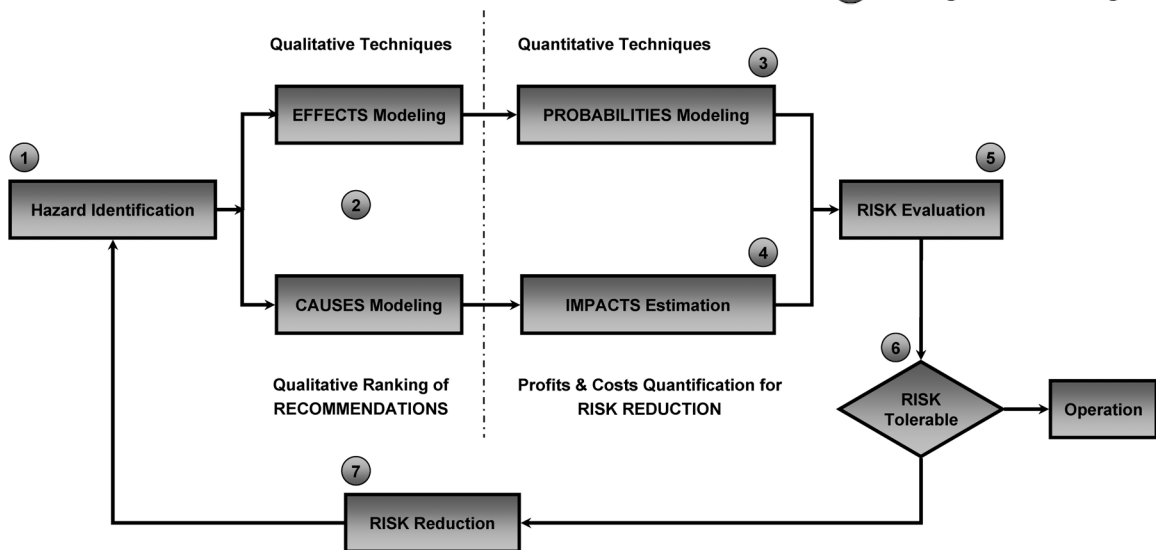 Qualitative Techniques
Quantitative Techniques
3
EFFECTS Modeling
PROBABILITIES Modeling
1
5
Hazard Identification
2
RISK Evaluation
4
CAUSES Modeling
IMPACTS Estimation
6
Qualitative Ranking of
RECOMMENDATIONS
Profits & Costs Quantification for
RISK REDUCTION
RISK
Tolerable
Operation
7
RISK Reduction